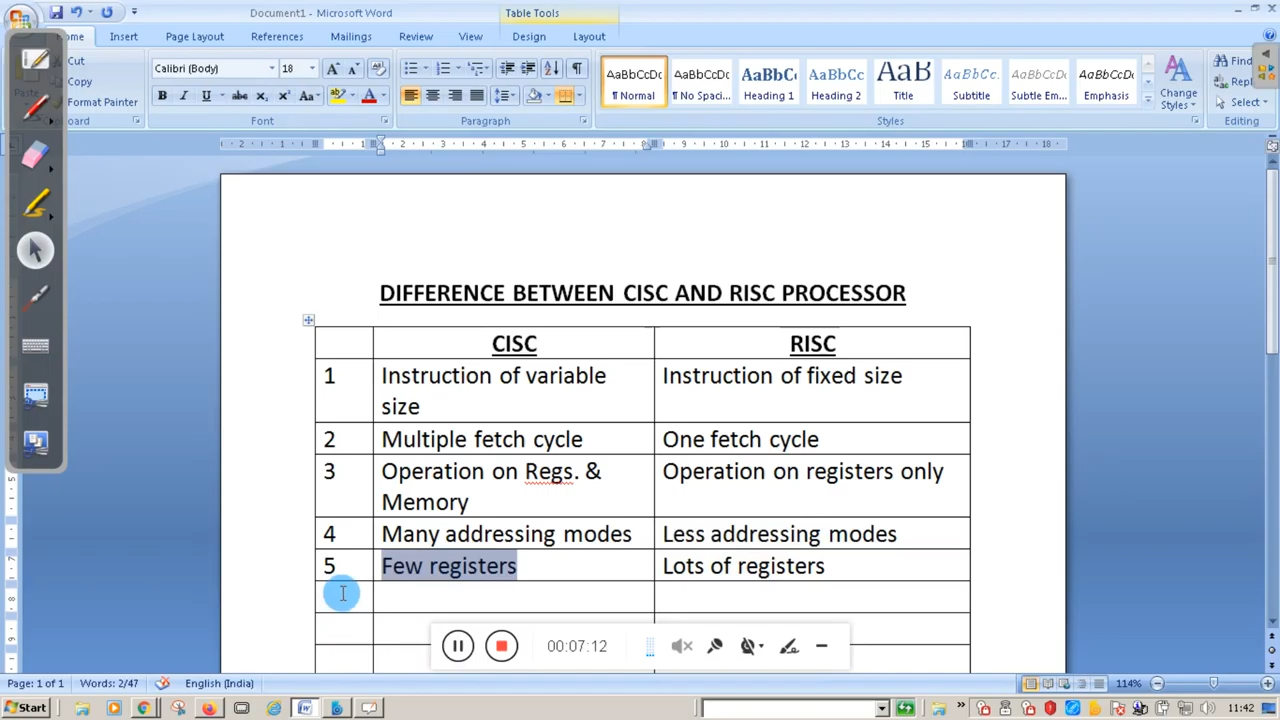 Document1 - Microsoft Word
Table Tools
Home Insert Page Layout References Mailings Review View Design Layout
Cut
Copy
Format Painter
Paste
Calibri (Body) 18
Font
Paragraph
AaBbCcDc AaBbCcDc AaBbC AaBbCc AaB AaBbCc. AaBbCcDc AaBbCcDc
¶ Normal ¶ No Spaci... Heading 1 Heading 2 Title Subtitle Subtle Em... Emphasis
Change
Styles
Styles
Select
Editing
DIFFERENCE BETWEEN CISC AND RISC PROCESSOR
CISC RISC
1 Instruction of variable size Instruction of fixed size
2 Multiple fetch cycle One fetch cycle
3 Operation on Regs. & Memory Operation on registers only
4 Many addressing modes Less addressing modes
5 Few registers Lots of registers
00:07:12
Page: 1 of 1 Words: 2/47 English (India) 114%
Start 11:42